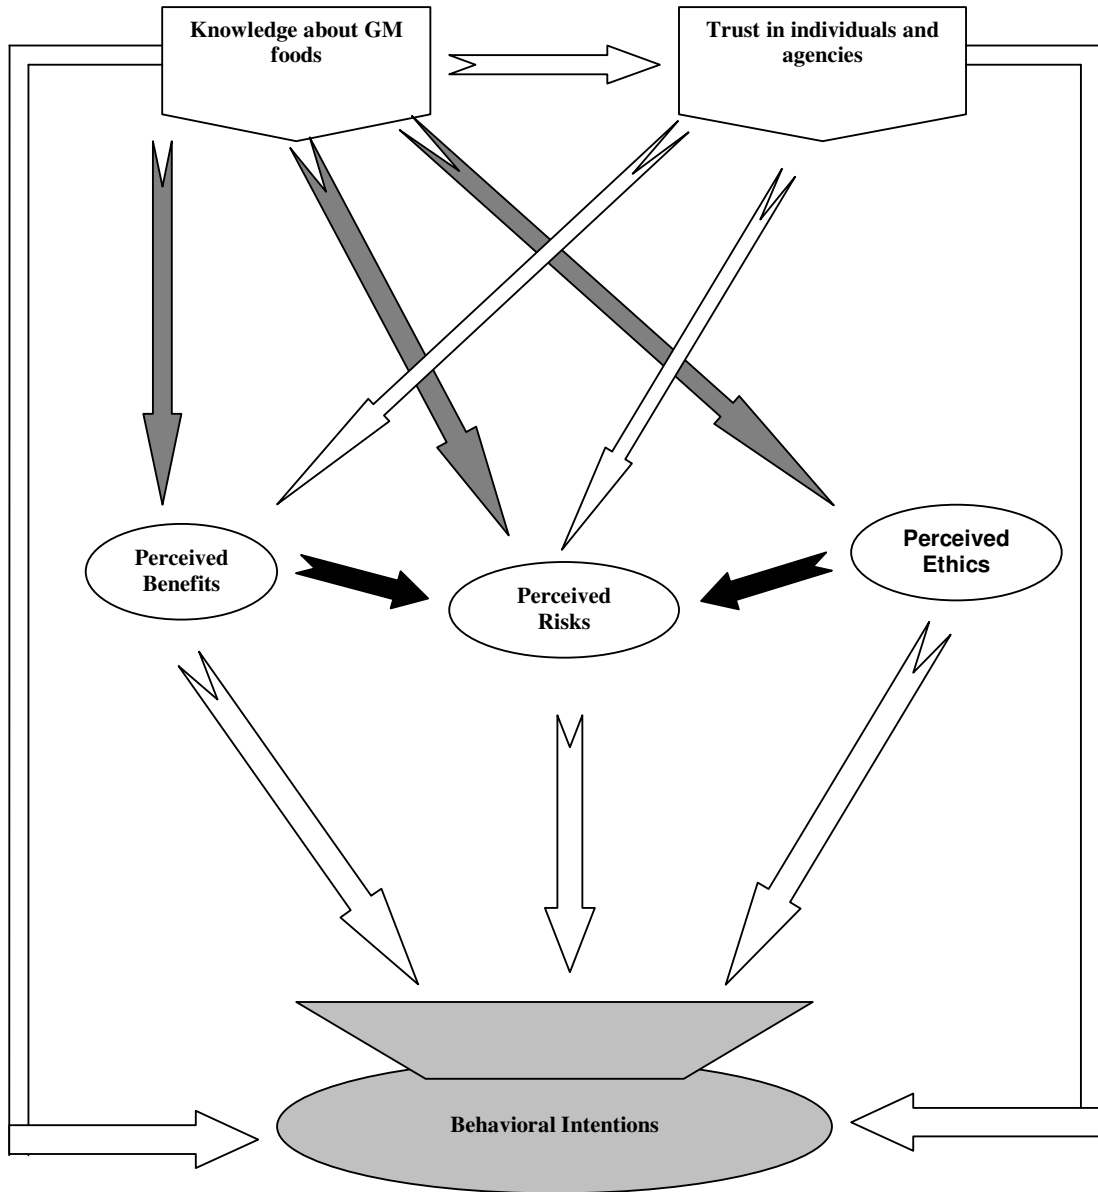 Knowledge about GM
foods
Trust in individuals and
agencies
Perceived
Benefits
Perceived
Risks
Perceived
Ethics
Behavioral Intentions